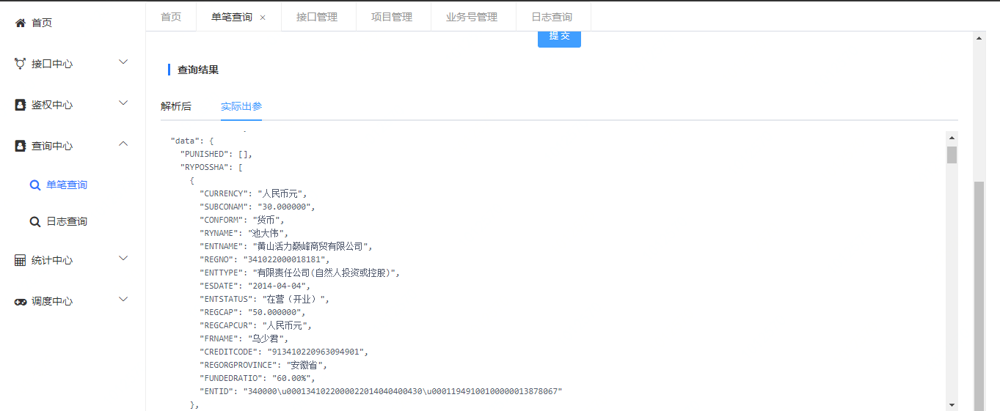 首页
接口中心
鉴权中心
查询中心
单笔查询
日志查询
统计中心
调度中心
首页 单笔查询 × 接口管理 项目管理 业务号管理 日志查询
提交
查询结果
解析后 实际出参
"data": {
"PUNISHED": [],
"RYPOSSHA": [
{
"CURRENCY": "人民币元",
"SUBCONAM": "30.000000",
"CONFORM": "货币",
"RYNAME": "池大伟",
"ENTNAME": "黄山活力巅峰商贸有限公司",
"REGNO": "341022000018181",
"ENTTYPE": "有限责任公司(自然人投资或控股)",
"ESDATE": "2014-04-04",
"ENTSTATUS": "在营（开业）",
"REGCAP": "50.000000",
"REGCAPCUR": "人民币元",
"FRNAME": "乌少君",
"CREDITCODE": "913410220963094901",
"REGORGPROVINCE": "安徽省",
"FUNDEDRATIO": "60.00%",
"ENTID": "340000\u0001341022000022014040400430\u00011949100100000013878067"
},